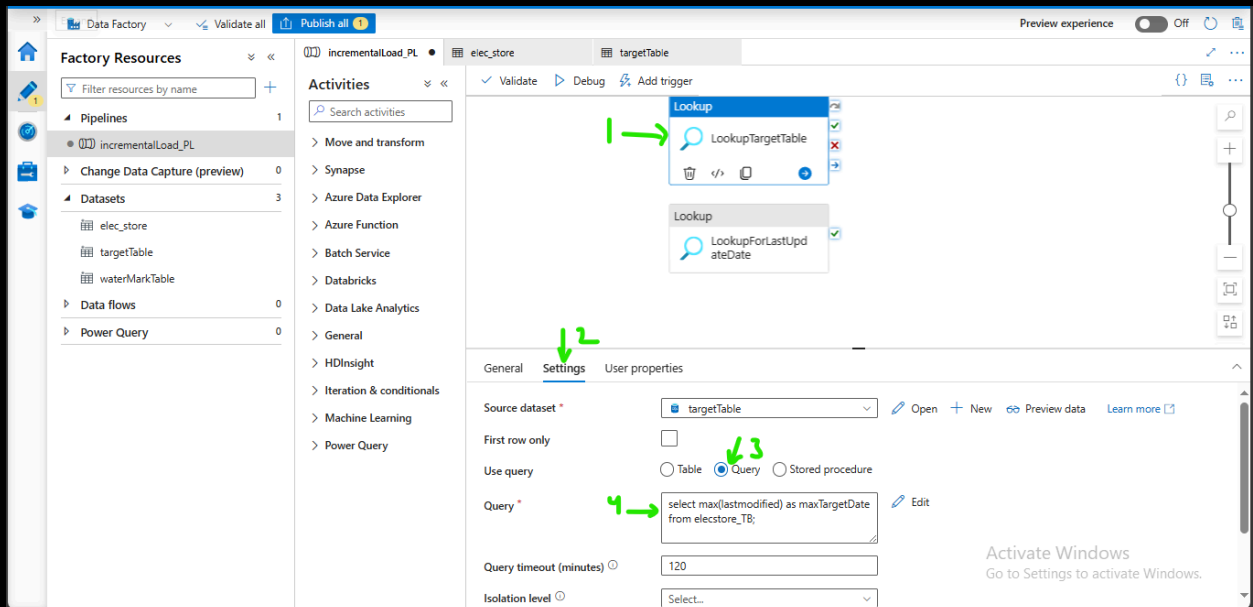 » Data Factory Validate all Publish all 1 Preview experience Off
Factory Resources
Filter resources by name
Pipelines 1
incrementalLoad_PL
Change Data Capture (preview) 0
Datasets 3
elec_store
targetTable
waterMarkTable
Data flows 0
Power Query 0
1
incrementalLoad_PL elec_store targetTable
Activities
Search activities
Move and transform
Synapse
Azure Data Explorer
Azure Function
Batch Service
Databricks
Data Lake Analytics
General
HDInsight
Iteration & conditionals
Machine Learning
Power Query
Validate Debug Add trigger {}
1
Lookup
LookupTargetTable
</>
Lookup
LookupForLastUpd
ateDate
2
General Settings User properties
Source dataset * targetTable Open New Preview data Learn more
First row only
3
Use query Table Query Stored procedure
4
Query * select max(lastmodified) as maxTargetDate
from elecstore_TB;
Edit
Query timeout (minutes) 120
Isolation level Select...
Activate Windows
Go to Settings to activate Windows.